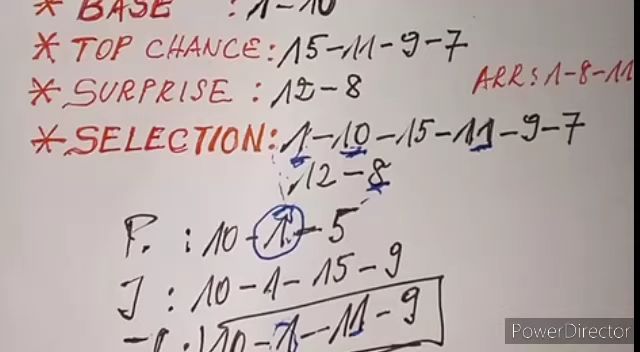 * BASE : 1-10
* TOP CHANCE: 15-11-9-7
* SURPRISE : 12-8
ARR: 1-8-11
* SELECTION: 1-10-15-11-9-7
12-8
P. : 10-1-5
J : 10-1-15-9
10-1-11-9
PowerDirector